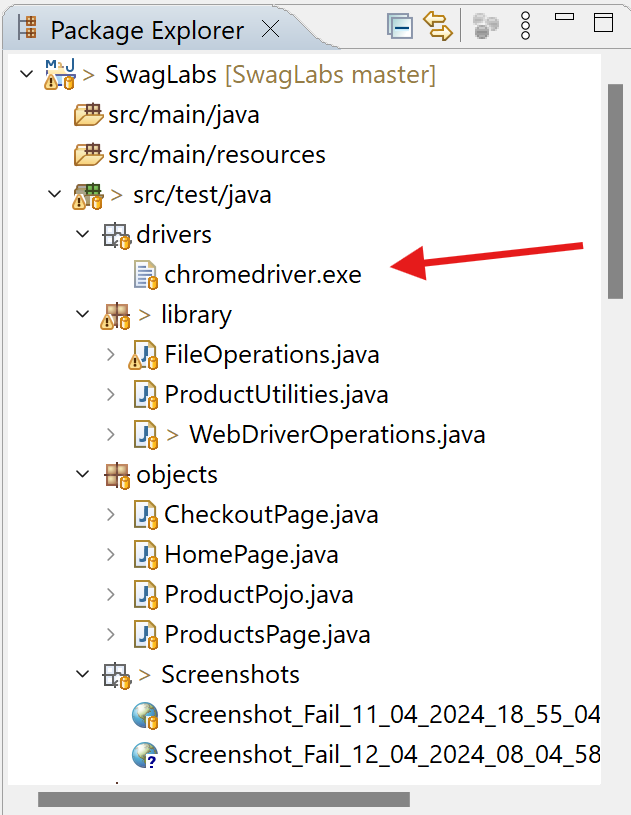 Package Explorer
> SwagLabs [SwagLabs master]
src/main/java
src/main/resources
> src/test/java
drivers
chromedriver.exe
> library
FileOperations.java
ProductUtilities.java
> WebDriverOperations.java
objects
CheckoutPage.java
HomePage.java
ProductPojo.java
ProductsPage.java
> Screenshots
Screenshot_Fail_11_04_2024_18_55_04
Screenshot_Fail_12_04_2024_08_04_58